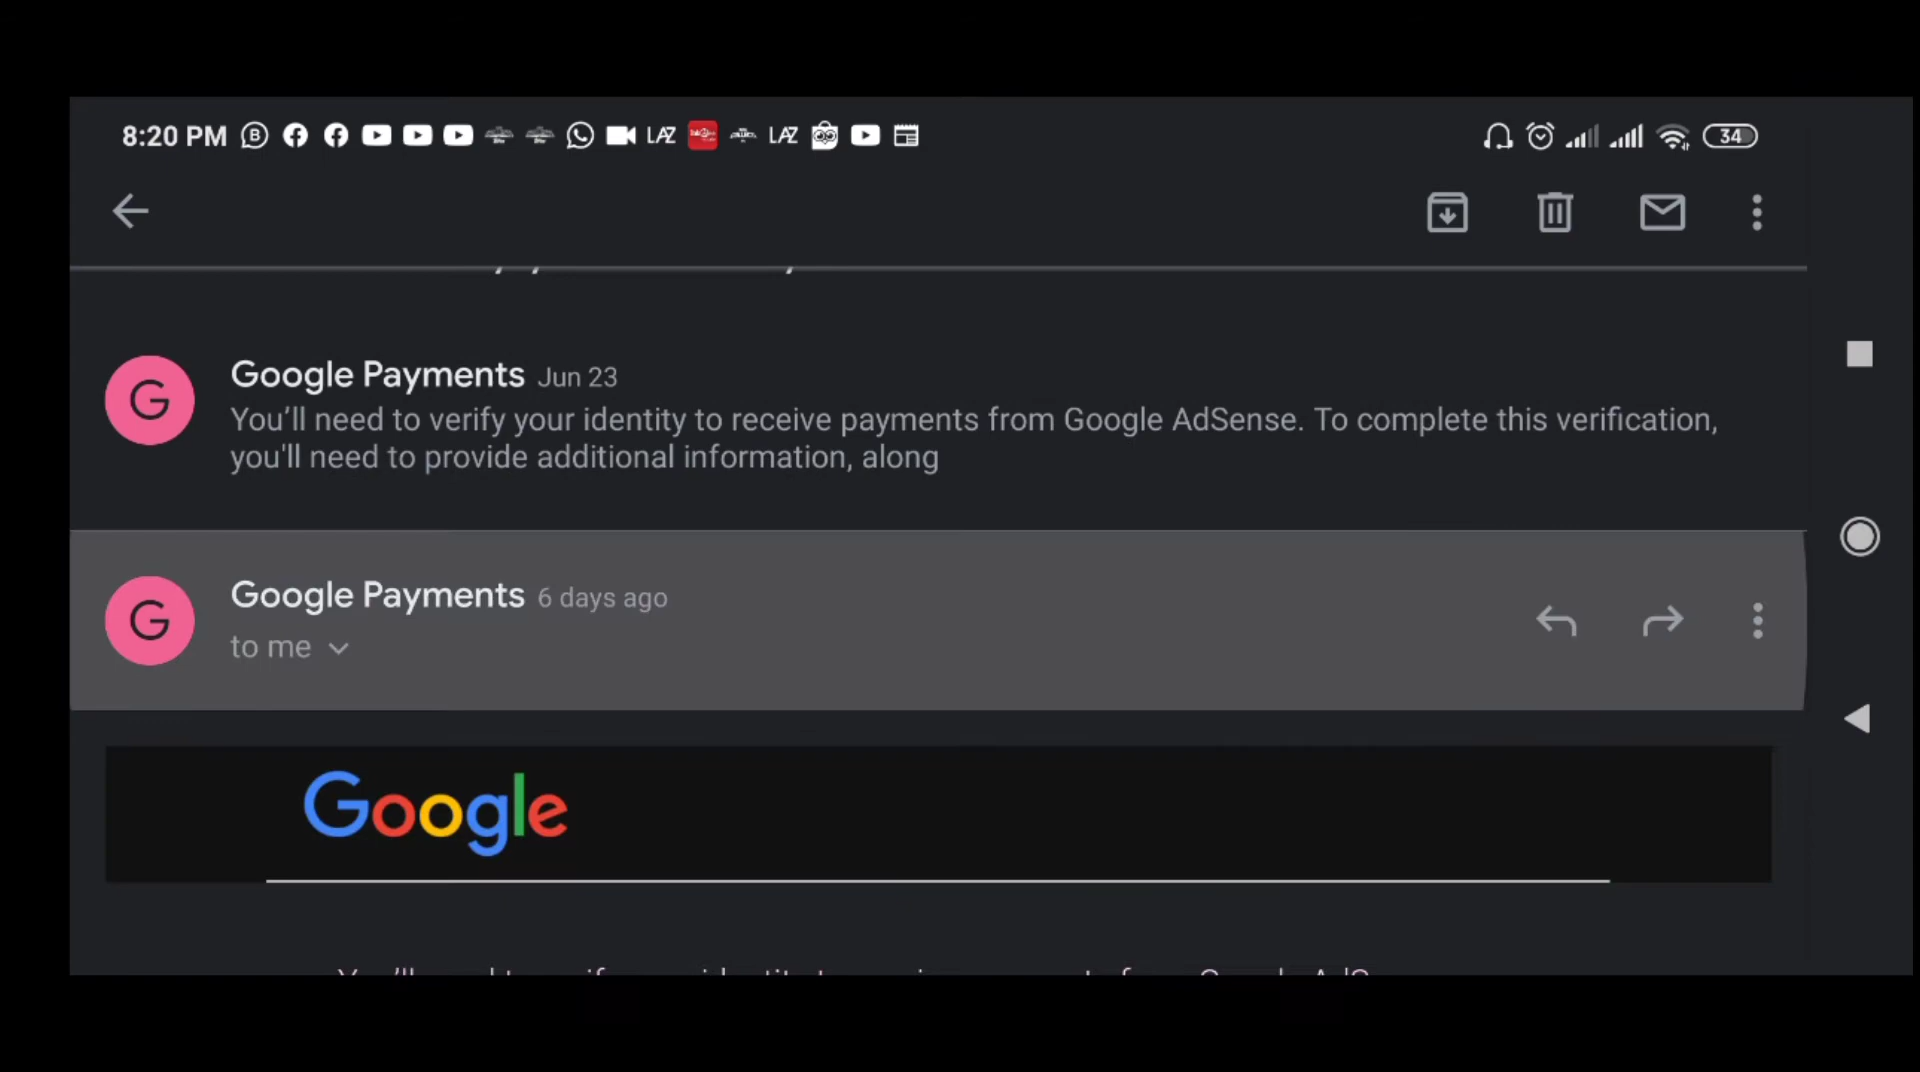 8:20 PM B LAZ LAZ 34
G Google Payments Jun 23
You'll need to verify your identity to receive payments from Google AdSense. To complete this verification,
you'll need to provide additional information, along
G Google Payments 6 days ago
to me
Google